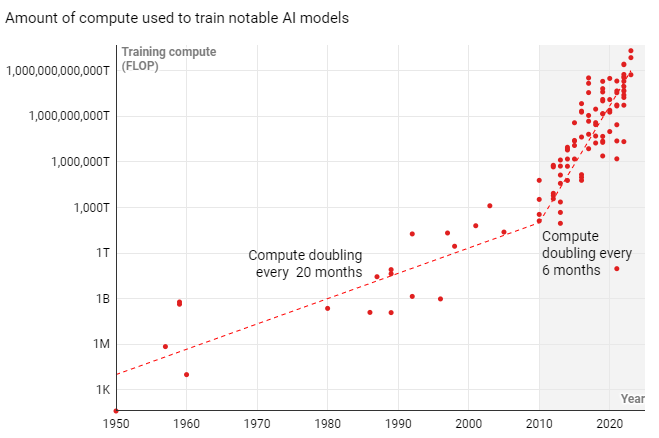 Amount of compute used to train notable AI models
Training compute
(FLOP)
1,000,000,000,000T
1,000,000,000T
1,000,000T
1,000T
1T
1B
1M
1K
Compute doubling
every 20 months
Compute
doubling every
6 months
Year
1950
1960
1970
1980
1990
2000
2010
2020